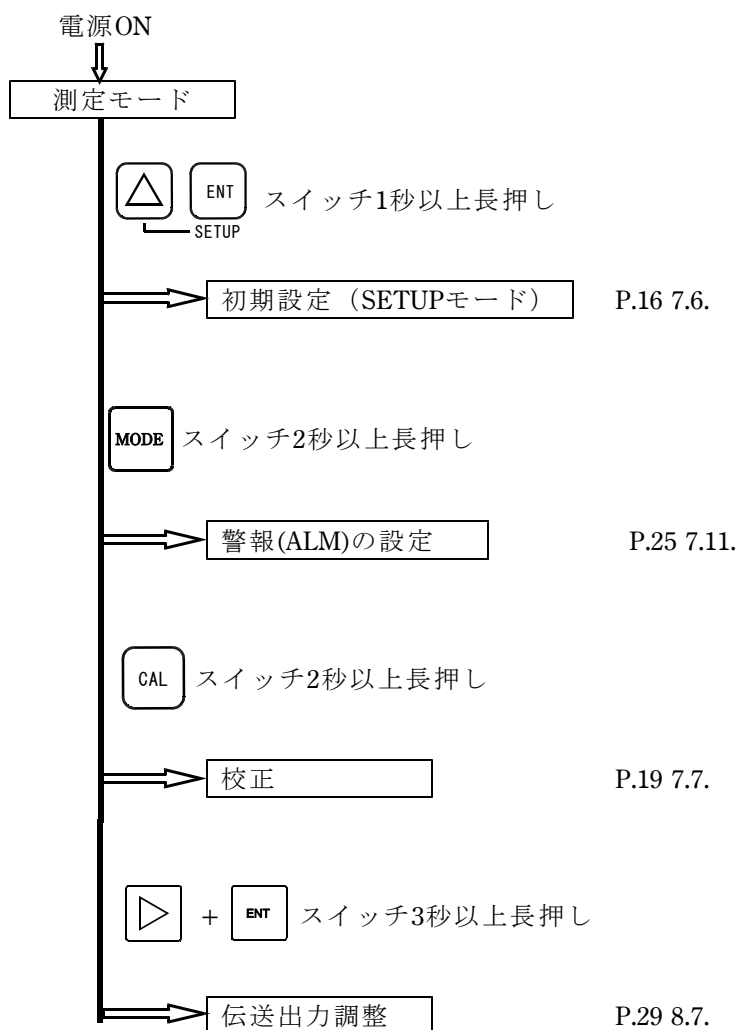 電源ON
測定モード
ENT スイッチ1秒以上長押し
SETUP
初期設定（SETUPモード） P.16 7.6.
MODE スイッチ2秒以上長押し
警報(ALM)の設定 P.25 7.11.
CAL スイッチ2秒以上長押し
校正 P.19 7.7.
+ ENT スイッチ3秒以上長押し
伝送出力調整 P.29 8.7.